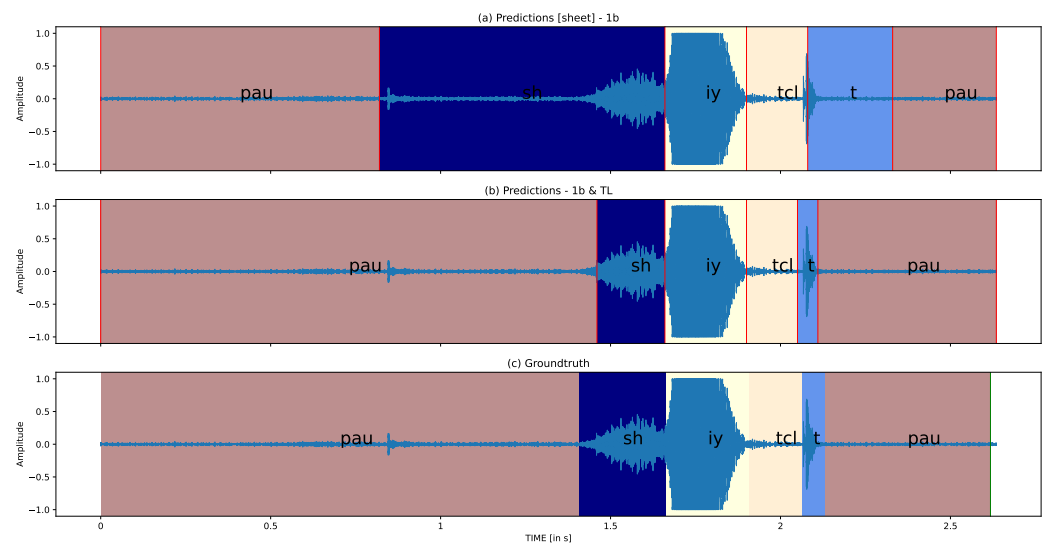 (a) Predictions [sheet] - 1b
Amplitude
1.0
0.5
0.0
−0.5
−1.0
pau sh iy tcl t pau
(b) Predictions - 1b & TL
Amplitude
1.0
0.5
0.0
−0.5
−1.0
pau sh iy tcl t pau
(c) Groundtruth
Amplitude
1.0
0.5
0.0
−0.5
−1.0
pau sh iy tcl t pau
0 0.5 1 1.5 2 2.5
TIME [in s]